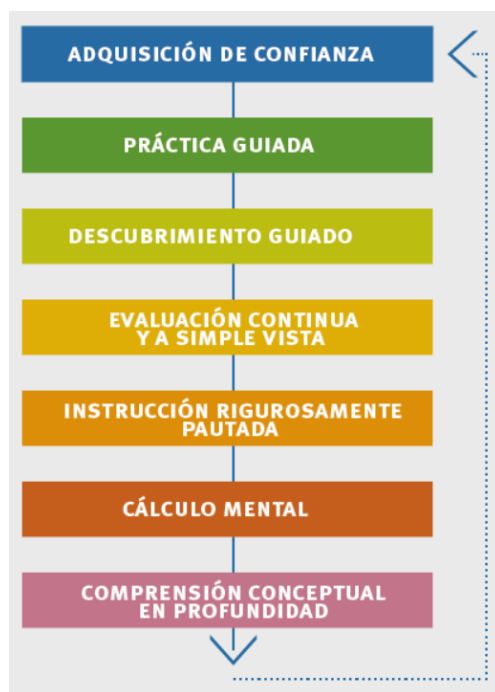 ADQUISICIÓN DE CONFIANZA
PRÁCTICA GUIADA
DESCUBRIMIENTO GUIADO
EVALUACIÓN CONTINUA
Y A SIMPLE VISTA
INSTRUCCIÓN RIGUROSAMENTE
PAUTADA
CÁLCULO MENTAL
COMPRENSIÓN CONCEPTUAL
EN PROFUNDIDAD